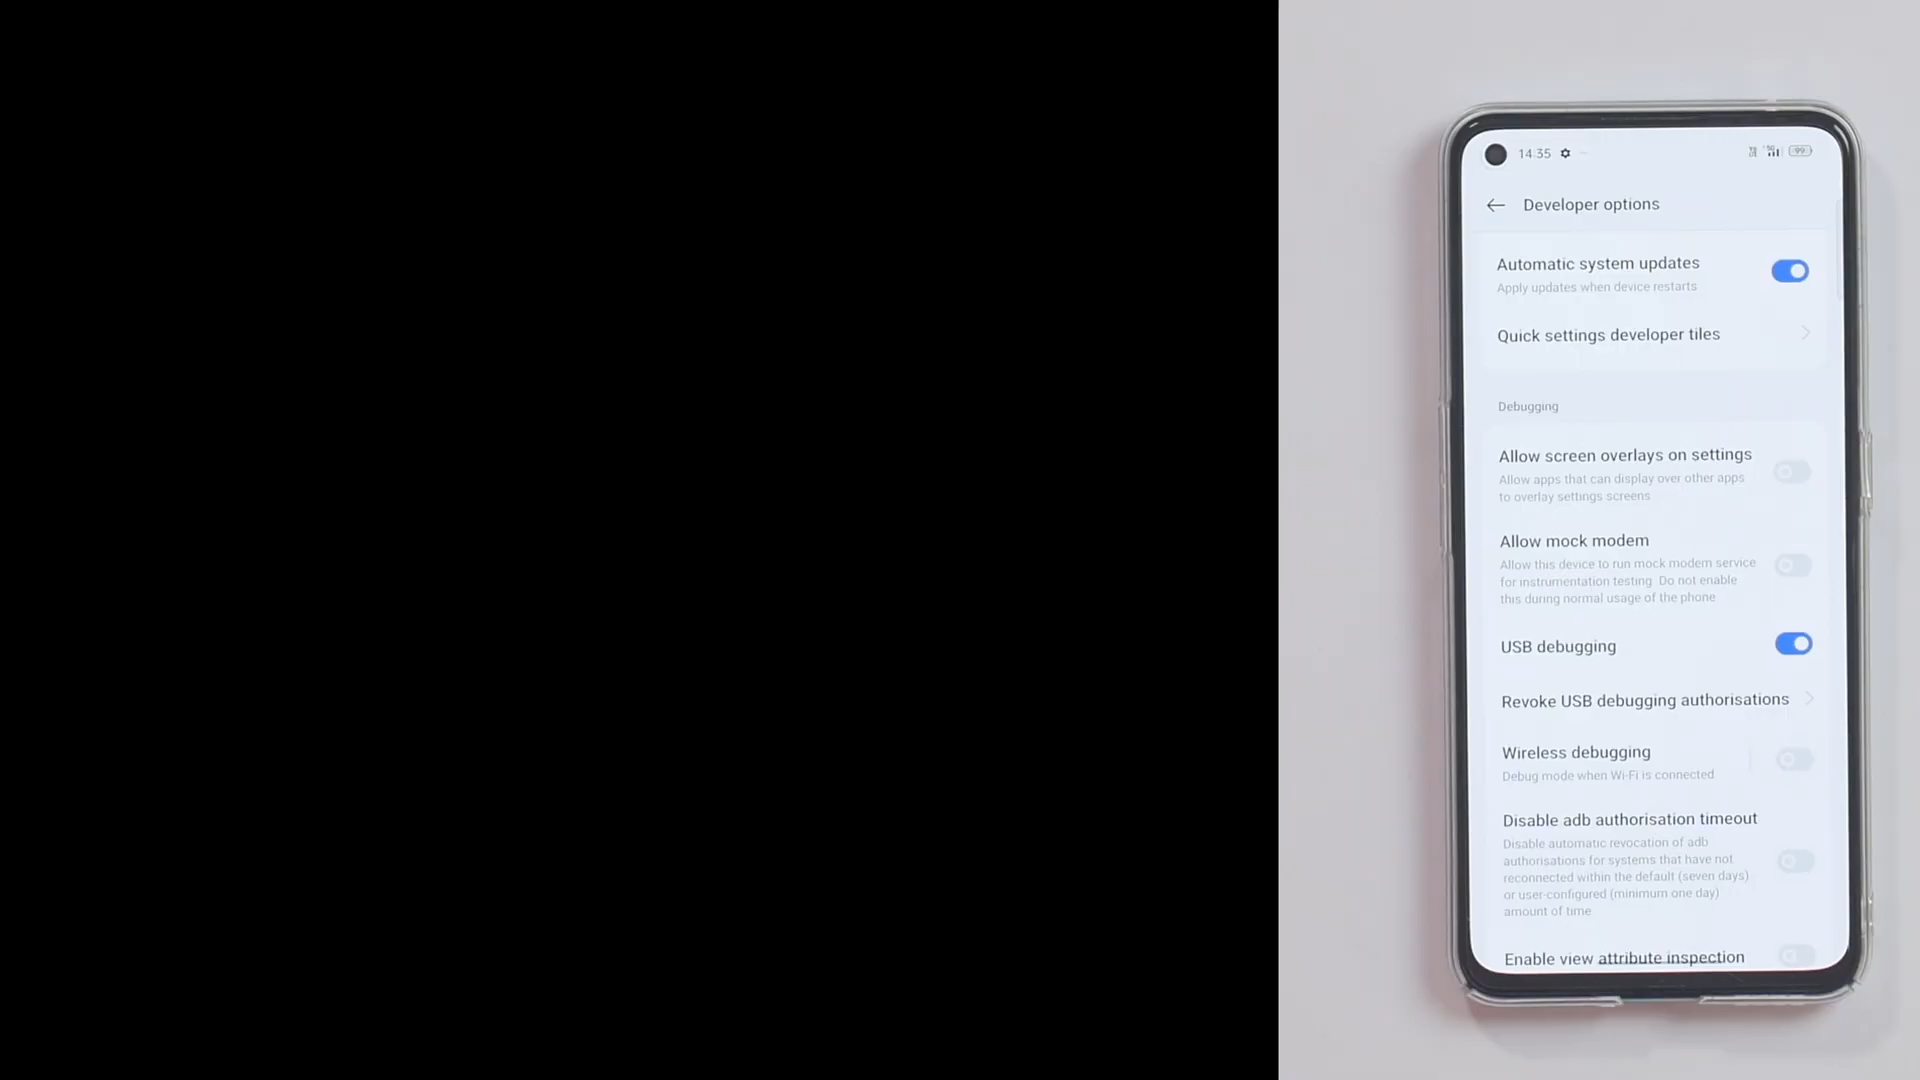 14:35
99
Developer options
Automatic system updates
Apply updates when device restarts
Quick settings developer tiles
Debugging
Allow screen overlays on settings
Allow apps that can display over other apps
to overlay settings screens
Allow mock modem
Allow this device to run mock modem service
for instrumentation testing. Do not enable
this during normal usage of the phone
USB debugging
Revoke USB debugging authorisations
Wireless debugging
Debug mode when Wi-Fi is connected
Disable adb authorisation timeout
Disable automatic revocation of adb
authorisations for systems that have not
reconnected within the default (seven days)
or user-configured (minimum one day)
amount of time
Enable view attribute inspection